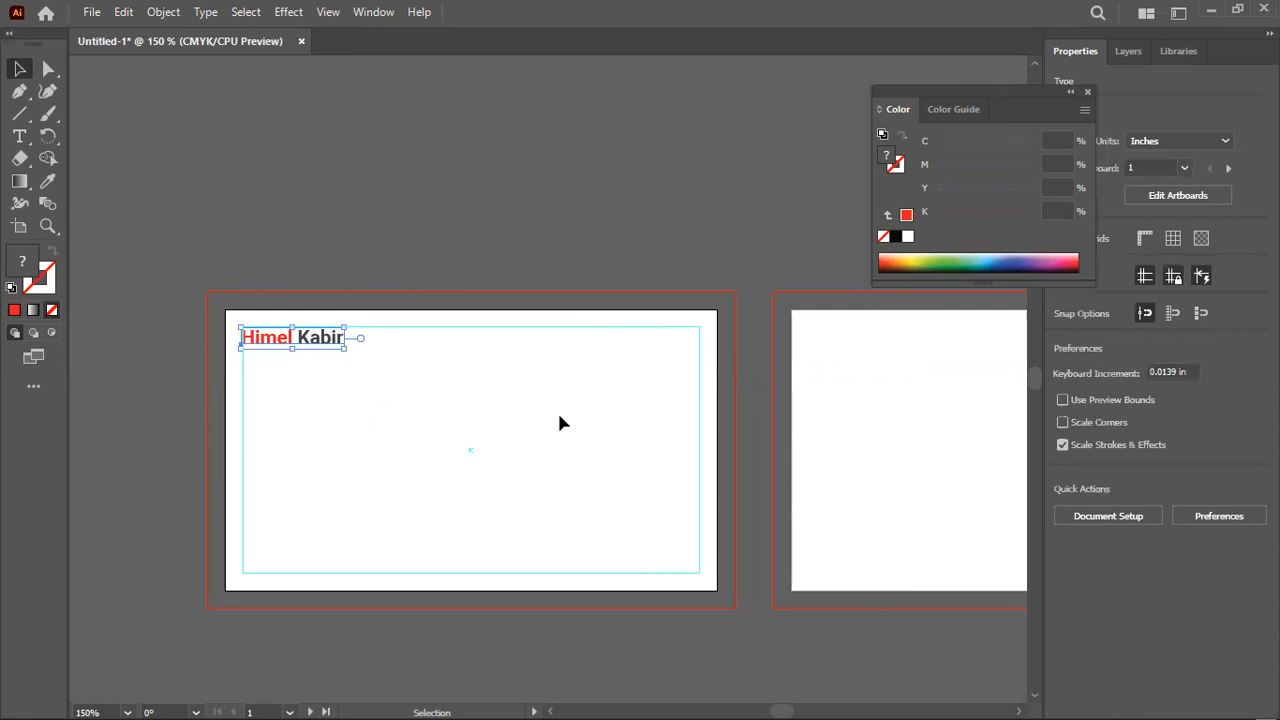 Ai File Edit Object Type Select Effect View Window Help
Untitled-1* @ 150 % (CMYK/CPU Preview) ×
Properties Layers Libraries
Type
Color Color Guide
C %
M %
Y %
K %
?
?
Units: Inches
oard: 1
Edit Artboards
ids
Snap Options
Preferences
Keyboard Increment: 0.0139 in
Use Preview Bounds
Scale Corners
Scale Strokes & Effects
Quick Actions
Document Setup Preferences
Himel Kabir
150% 0° 1 Selection